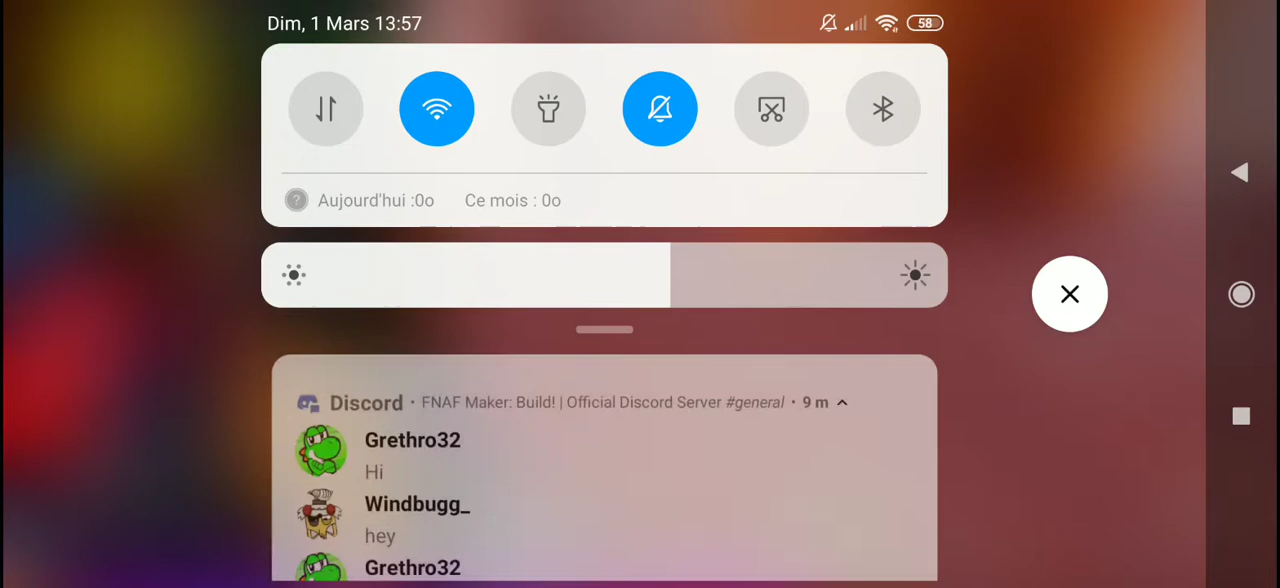 Dim, 1 Mars 13:57
58
Aujourd'hui :0o Ce mois : 0o
Discord · FNAF Maker: Build! | Official Discord Server #general · 9 m
Grethro32
Hi
Windbugg_
hey
Grethro32